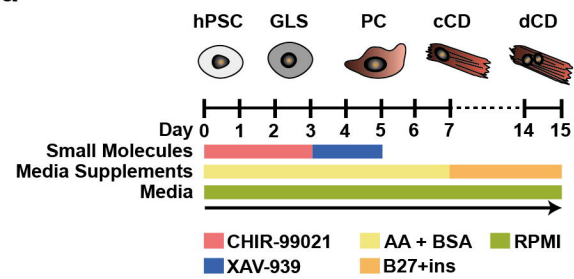 hPSC GLS PC cCD dCD
Day 0 1 2 3 4 5 6 7 14 15
Small Molecules
Media Supplements
Media
CHIR-99021 AA + BSA RPMI
XAV-939 B27+ins